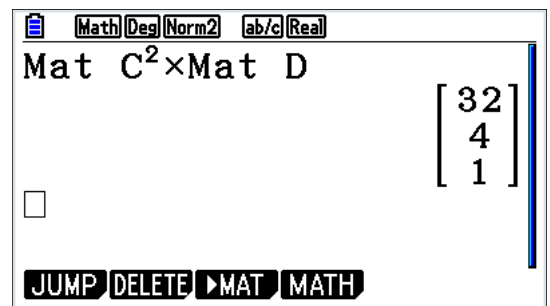 Math Deg Norm2 ab/c Real
Mat C²×Mat D
32
4
1
JUMP DELETE ▶MAT MATH